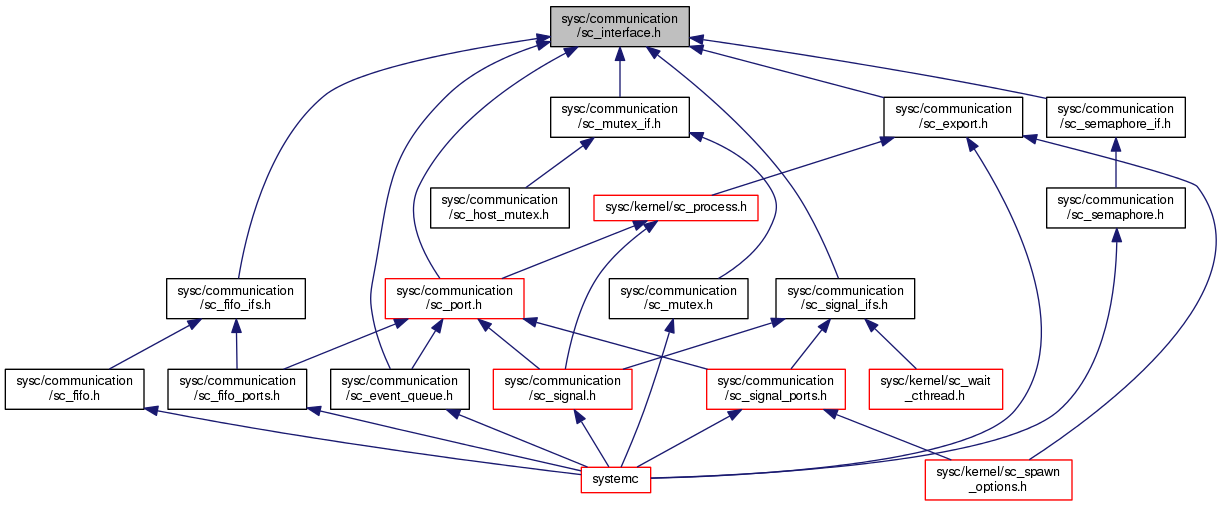 sysc/communication
/sc_interface.h
sysc/communication
/sc_mutex_if.h
sysc/communication
/sc_export.h
sysc/communication
/sc_semaphore_if.h
sysc/communication
/sc_host_mutex.h
sysc/kernel/sc_process.h
sysc/communication
/sc_semaphore.h
sysc/communication
/sc_fifo_ifs.h
sysc/communication
/sc_port.h
sysc/communication
/sc_mutex.h
sysc/communication
/sc_signal_ifs.h
sysc/communication
/sc_fifo.h
sysc/communication
/sc_fifo_ports.h
sysc/communication
/sc_event_queue.h
sysc/communication
/sc_signal.h
sysc/communication
/sc_signal_ports.h
sysc/kernel/sc_wait
_cthread.h
systemc
sysc/kernel/sc_spawn
_options.h